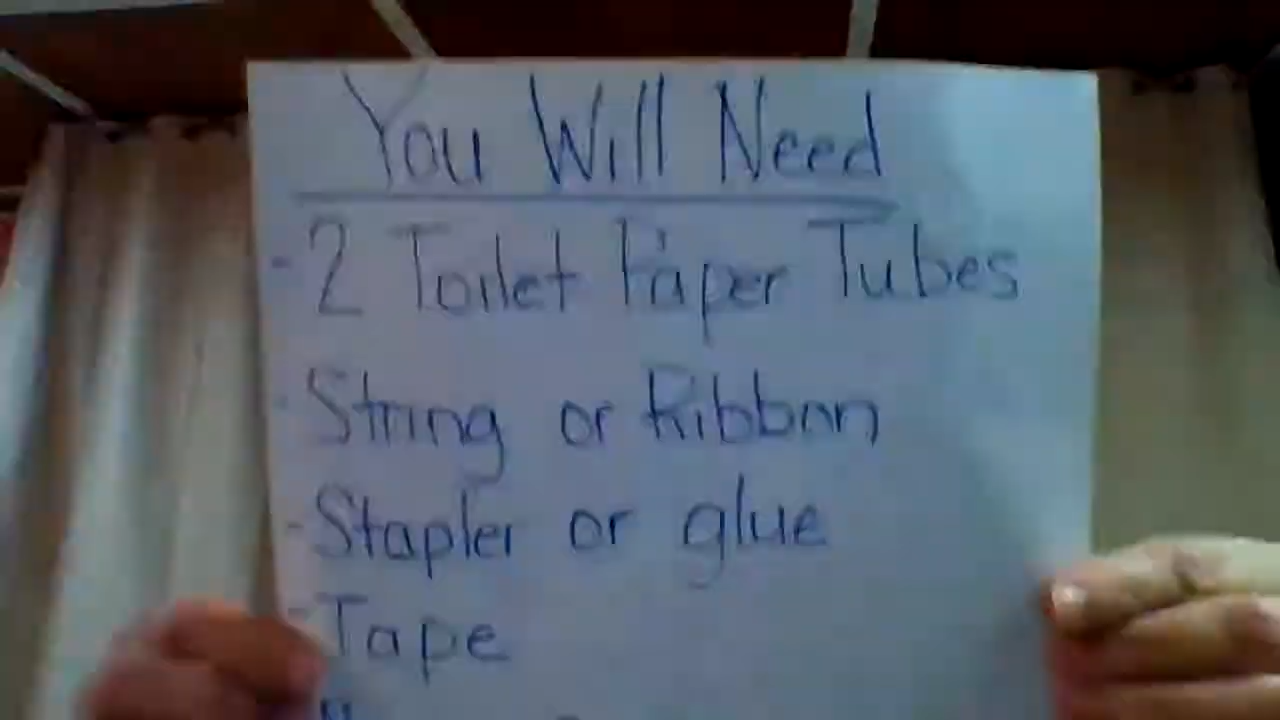 You Will Need
- 2 Toilet Paper Tubes
- String or Ribbon
- Stapler or glue
- Tape